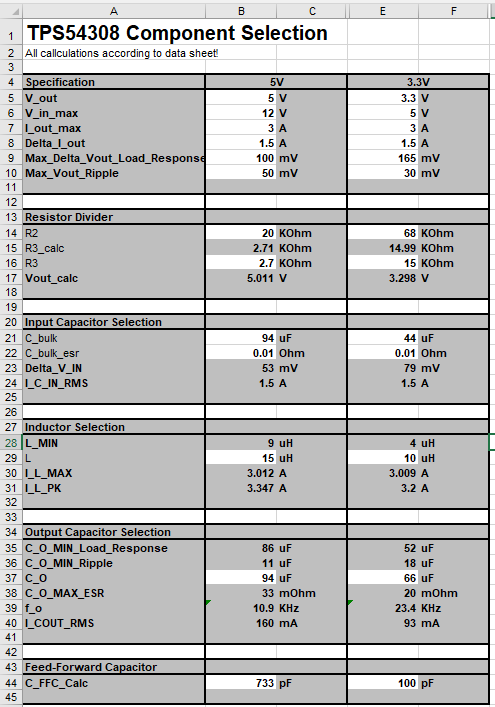 A B C E F
1 TPS54308 Component Selection
2 All callculations according to data sheet!
3
4 Specification 5V 3.3V
5 V_out 5 V 3.3 V
6 V_in_max 12 V 5 V
7 I_out_max 3 A 3 A
8 Delta_I_out 1.5 A 1.5 A
9 Max_Delta_Vout_Load_Response 100 mV 165 mV
10 Max_Vout_Ripple 50 mV 30 mV
11
12
13 Resistor Divider
14 R2 20 KOhm 68 KOhm
15 R3_calc 2.71 KOhm 14.99 KOhm
16 R3 2.7 KOhm 15 KOhm
17 Vout_calc 5.011 V 3.298 V
18
19
20 Input Capacitor Selection
21 C_bulk 94 uF 44 uF
22 C_bulk_esr 0.01 Ohm 0.01 Ohm
23 Delta_V_IN 53 mV 79 mV
24 I_C_IN_RMS 1.5 A 1.5 A
25
26
27 Inductor Selection
28 L_MIN 9 uH 4 uH
29 L 15 uH 10 uH
30 I_L_MAX 3.012 A 3.009 A
31 I_L_PK 3.347 A 3.2 A
32
33
34 Output Capacitor Selection
35 C_O_MIN_Load_Response 86 uF 52 uF
36 C_O_MIN_Ripple 11 uF 18 uF
37 C_O 94 uF 66 uF
38 C_O_MAX_ESR 33 mOhm 20 mOhm
39 f_o 10.9 KHz 23.4 KHz
40 I_COUT_RMS 160 mA 93 mA
41
42
43 Feed-Forward Capacitor
44 C_FFC_Calc 733 pF 100 pF
45